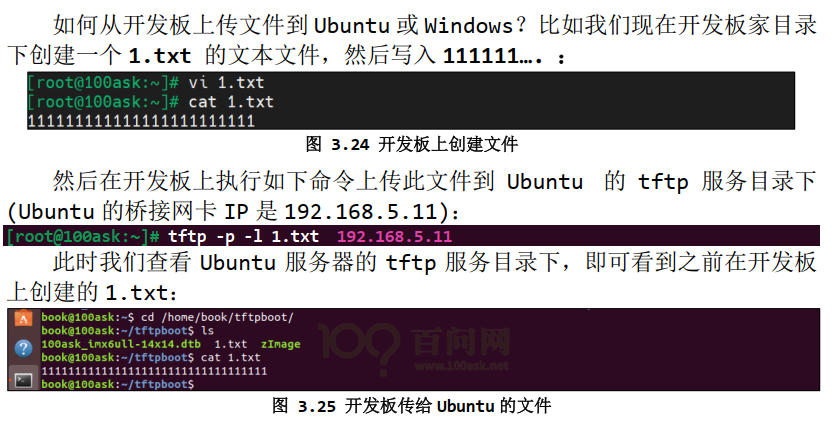 如何从开发板上传文件到 Ubuntu 或 Windows？比如我们现在开发板家目录
下创建一个 1.txt 的文本文件，然后写入 111111…. ：
[root@100ask:~]# vi 1.txt
[root@100ask:~]# cat 1.txt
1111111111111111111111111
图 3.24 开发板上创建文件
然后在开发板上执行如下命令上传此文件到 Ubuntu 的 tftp 服务目录下
(Ubuntu 的桥接网卡 IP 是 192.168.5.11)：
[root@100ask:~]# tftp -p -l 1.txt 192.168.5.11
此时我们查看 Ubuntu 服务器的 tftp 服务目录下，即可看到之前在开发板
上创建的 1.txt：
book@100ask:~$ cd /home/book/tftpboot/
book@100ask:~/tftpboot$ ls
100ask_imx6ull-14x14.dtb 1.txt zImage
book@100ask:~/tftpboot$ cat 1.txt
1111111111111111111111111111111111
book@100ask:~/tftpboot$
百问网
www.100ask.net
图 3.25 开发板传给 Ubuntu 的文件